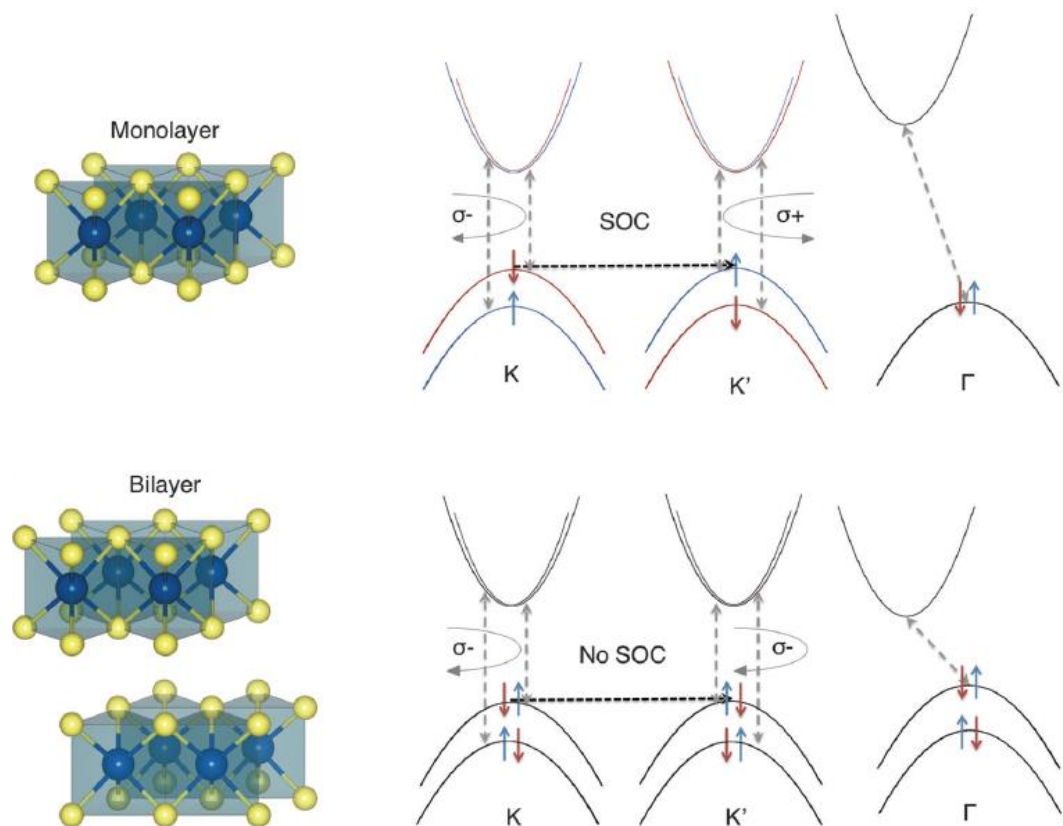 Monolayer
σ-
SOC
σ+
K
K'
Γ
Bilayer
σ-
No SOC
σ-
K
K'
Γ